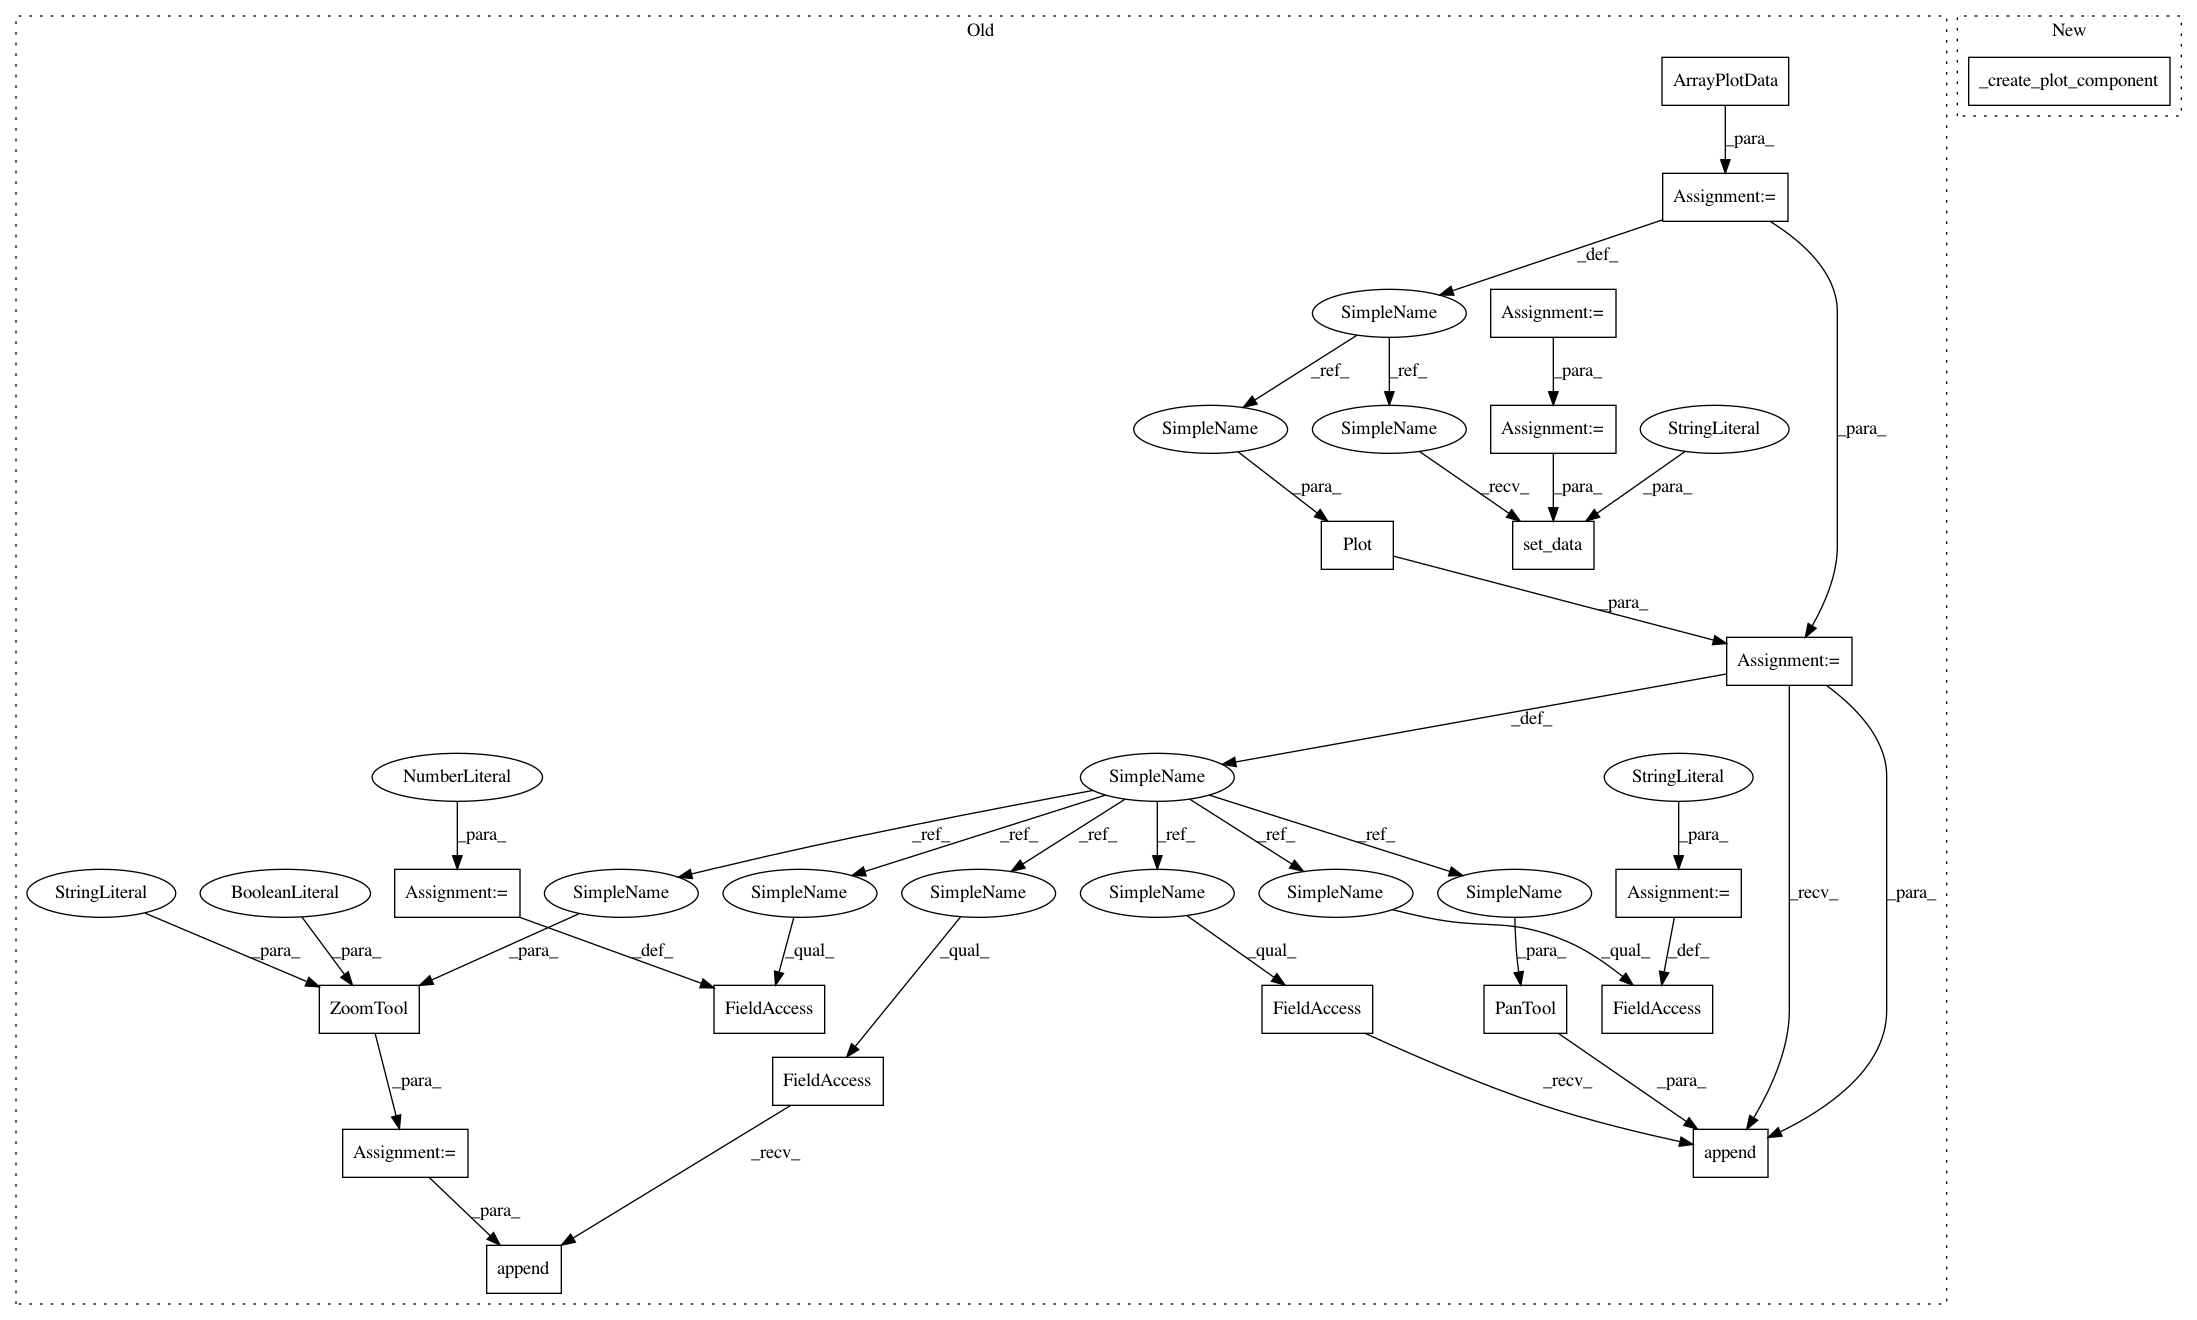 Old
New
ArrayPlotData
_create_plot_component
_para_
Assignment:=
_def_
SimpleName
Assignment:=
_ref_
_ref_
_para_
SimpleName
SimpleName
Assignment:=
StringLiteral
_para_
_para_
_recv_
_para_
_para_
Plot
set_data
_para_
Assignment:=
_def_
NumberLiteral
SimpleName
StringLiteral
_para_
_ref_
_ref_
_ref_
_ref_
_ref_
_ref_
_para_
StringLiteral
BooleanLiteral
Assignment:=
SimpleName
SimpleName
SimpleName
SimpleName
SimpleName
SimpleName
Assignment:=
_recv_
_para_
_para_
_para_
_para_
_def_
_qual_
_qual_
_qual_
_para_
_qual_
_def_
ZoomTool
FieldAccess
FieldAccess
PanTool
FieldAccess
_para_
FieldAccess
_recv_
_para_
Assignment:=
_recv_
append
_para_
append